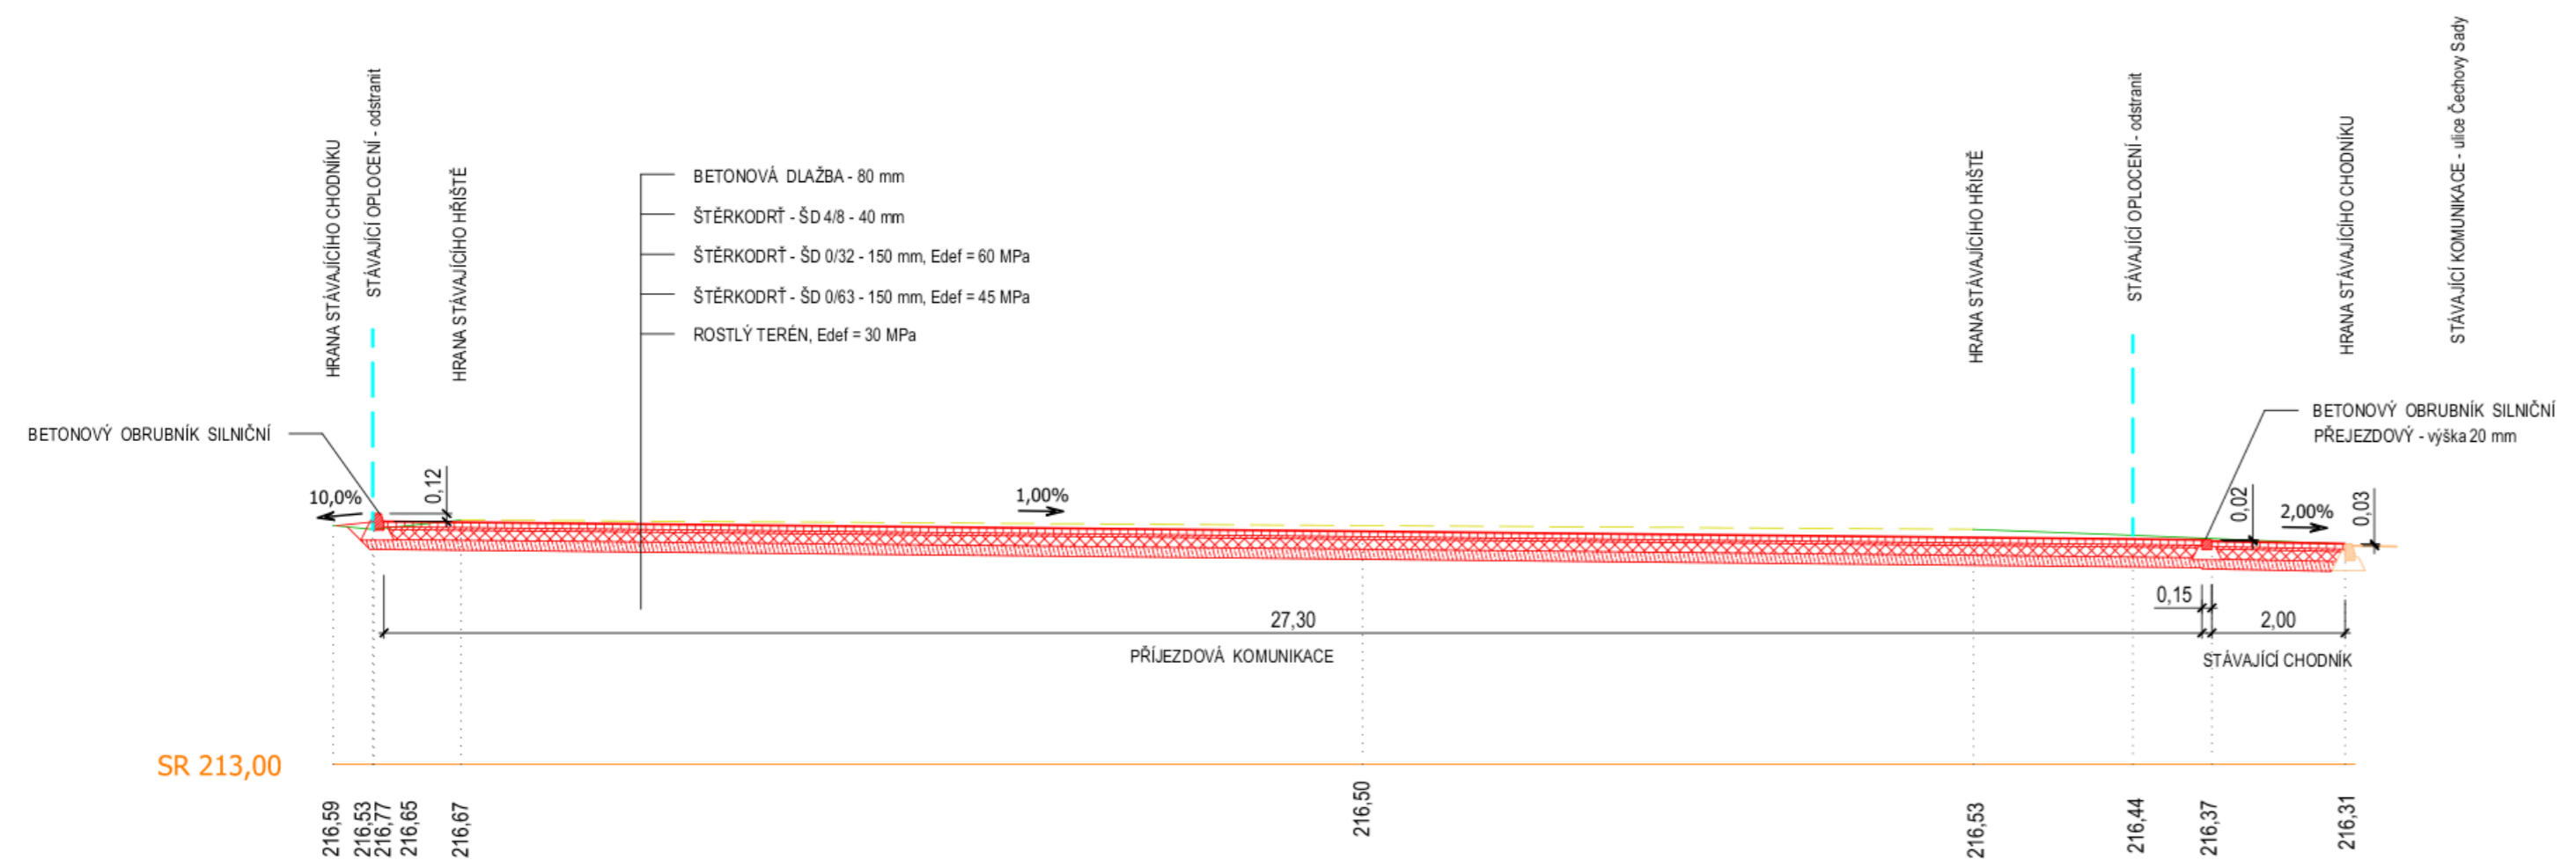 HRANA STÁVAJÍCÍHO CHODNÍKU
STÁVAJÍCÍ OPLOCENÍ - odstranit
HRANA STÁVAJÍCÍHO HŘIŠTĚ
BETONOVÁ DLAŽBA - 80 mm
ŠTĚRKODRŤ - ŠD 4/8 - 40 mm
ŠTĚRKODRŤ - ŠD 0/32 - 150 mm, Edef = 60 MPa
ŠTĚRKODRŤ - ŠD 0/63 - 150 mm, Edef = 45 MPa
ROSTLÝ TERÉN, Edef = 30 MPa
HRANA STÁVAJÍCÍHO HŘIŠTĚ
STÁVAJÍCÍ OPLOCENÍ - odstranit
HRANA STÁVAJÍCÍHO CHODNÍKU
STÁVAJÍCÍ KOMUNIKACE - ulice Čechovy Sady
BETONOVÝ OBRUBNÍK SILNIČNÍ
BETONOVÝ OBRUBNÍK SILNIČNÍ
PŘEJEZDOVÝ - výška 20 mm
10,0%
0,12
1,00%
0,02
2,00%
0,03
27,30
0,15
2,00
PŘÍJEZDOVÁ KOMUNIKACE
STÁVAJÍCÍ CHODNÍK
SR 213,00
216,59
216,53
216,77
216,65
216,67
216,50
216,53
216,44
216,37
216,31